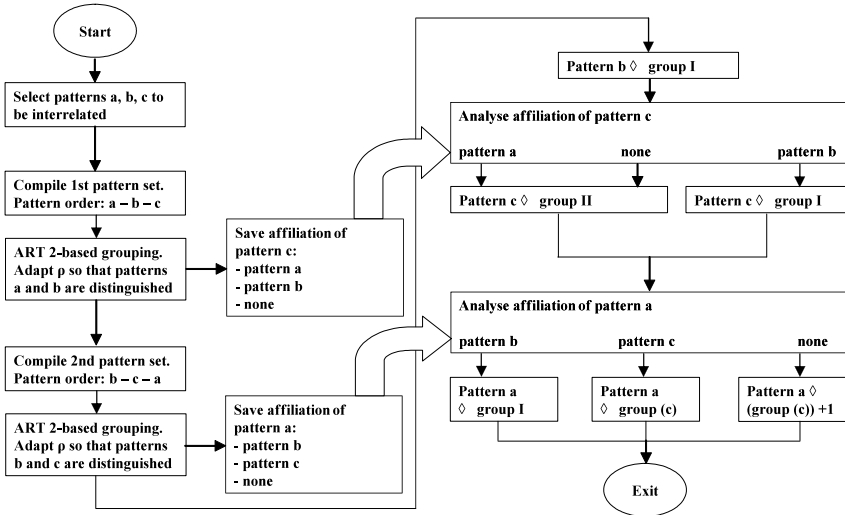 Start
Select patterns a, b, c to
be interrelated
Compile 1st pattern set.
Pattern order: a – b – c
ART 2-based grouping.
Adapt ρ so that patterns
a and b are distinguished
Save affiliation of
pattern c:
- pattern a
- pattern b
- none
Compile 2nd pattern set.
Pattern order: b – c – a
ART 2-based grouping.
Adapt ρ so that patterns
b and c are distinguished
Save affiliation of
pattern a:
- pattern b
- pattern c
- none
Pattern b ◊ group I
Analyse affiliation of pattern c
pattern a none pattern b
Pattern c ◊ group II
Pattern c ◊ group I
Analyse affiliation of pattern a
pattern b pattern c none
Pattern a
◊ group I
Pattern a
◊ group (c)
Pattern a ◊
(group (c)) +1
Exit